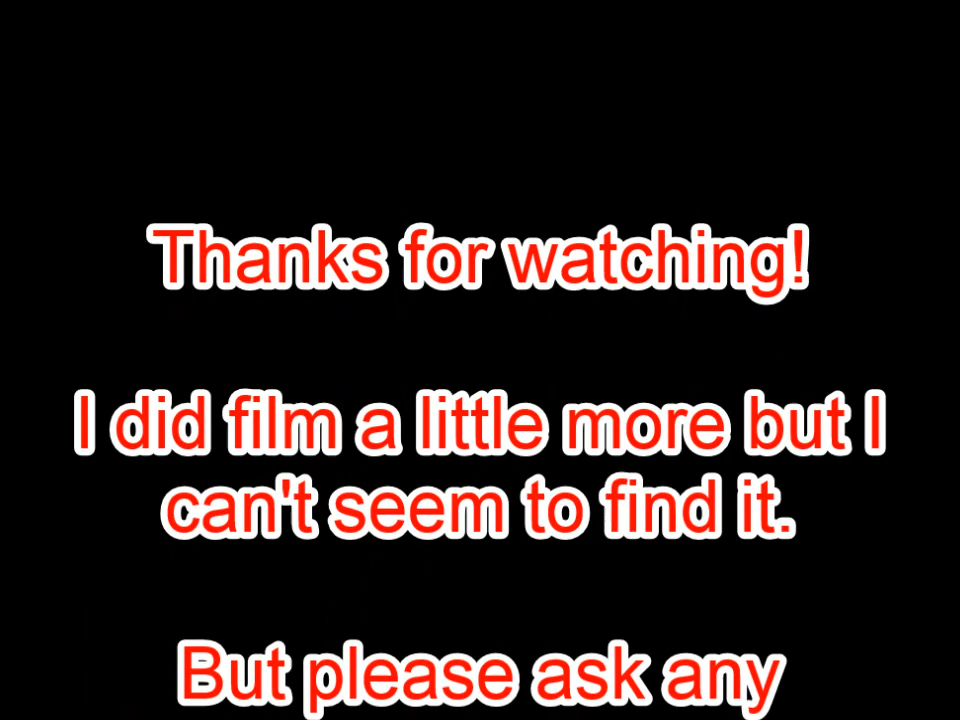 Thanks for watching!
I did film a little more but I
can't seem to find it.
But please ask any